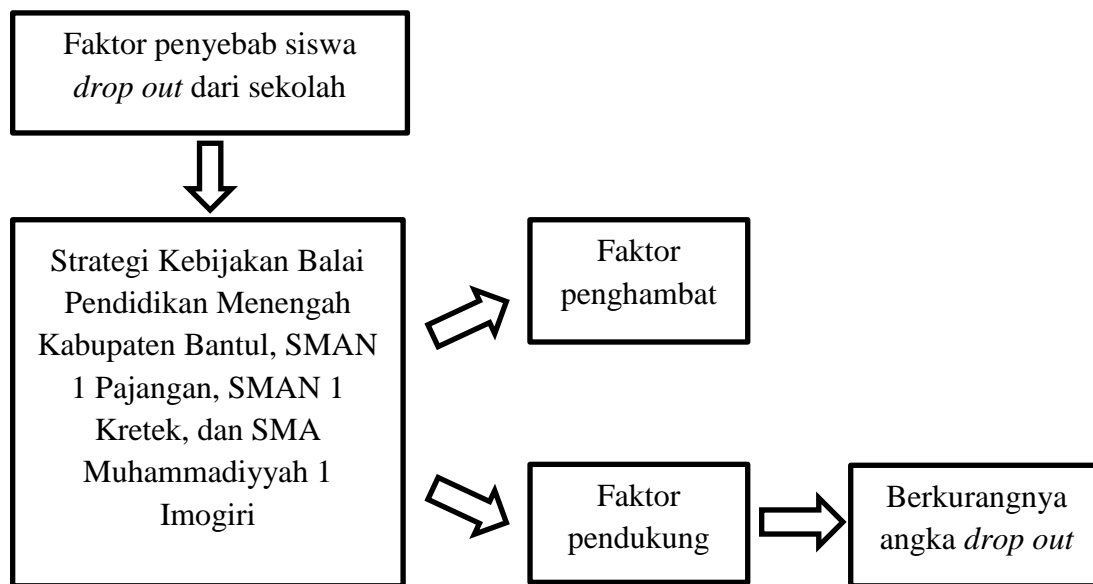 Faktor penyebab siswa
drop out dari sekolah
Strategi Kebijakan Balai
Pendidikan Menengah
Kabupaten Bantul, SMAN
1 Pajangan, SMAN 1
Kretek, dan SMA
Muhammadiyyah 1
Imogiri
Faktor
penghambat
Faktor
pendukung
Berkurangnya
angka drop out